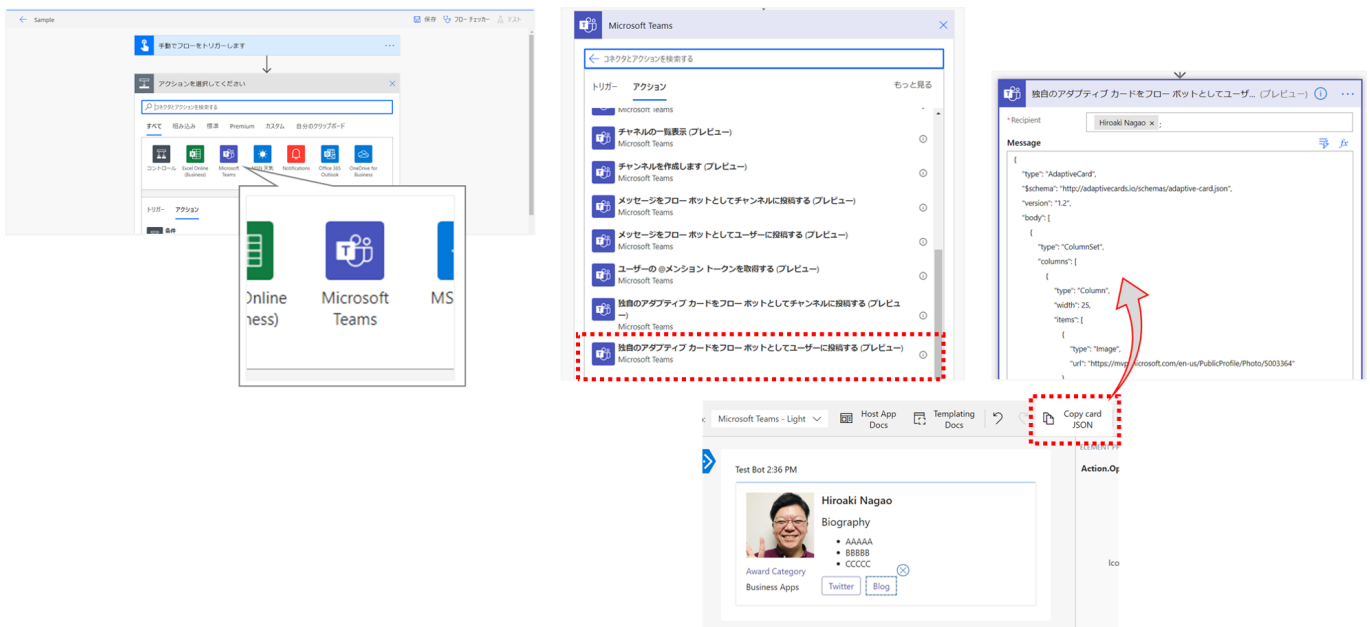 Sample
保存
フロー チェッカー
テスト
手動でフローをトリガーします
アクションを選択してください
コネクタとアクションを検索する
すべて 組み込み 標準 Premium カスタム 自分のクリップボード
コントロール
Excel Online
(Business)
Microsoft
Teams
MSN 天気
Notifications
Office 365
Outlook
OneDrive for
Business
トリガー アクション
条件
Online
ness)
Microsoft
Teams
MS
Microsoft Teams
コネクタとアクションを検索する
トリガー アクション もっと見る
Microsoft Teams
チャネルの一覧表示 (プレビュー)
Microsoft Teams
チャンネルを作成します (プレビュー)
Microsoft Teams
メッセージをフロー ボットとしてチャンネルに投稿する (プレビュー)
Microsoft Teams
メッセージをフロー ボットとしてユーザーに投稿する (プレビュー)
Microsoft Teams
ユーザーの @メンション トークンを取得する (プレビュー)
Microsoft Teams
独自のアダプティブ カードをフロー ボットとしてチャンネルに投稿する (プレビュ
ー)
Microsoft Teams
独自のアダプティブ カードをフロー ボットとしてユーザーに投稿する (プレビュー)
Microsoft Teams
独自のアダプティブ カードをフロー ボットとしてユーザ... (プレビュー)
*Recipient
Hiroaki Nagao × ;
Message
fx
{
"type": "AdaptiveCard",
"$schema": "http://adaptivecards.io/schemas/adaptive-card.json",
"version": "1.2",
"body": [
{
"type": "ColumnSet",
"columns": [
{
"type": "Column",
"width": 25,
"items": [
{
"type": "Image",
"url": "https://mvp.microsoft.com/en-us/PublicProfile/Photo/5003364"
Microsoft Teams - Light
Host App
Docs
Templating
Docs
Copy card
JSON
Action.Op
Test Bot 2:36 PM
Hiroaki Nagao
Biography
• AAAAA
• BBBBB
• CCCCC
Award Category
Business Apps
Twitter
Blog
Ico